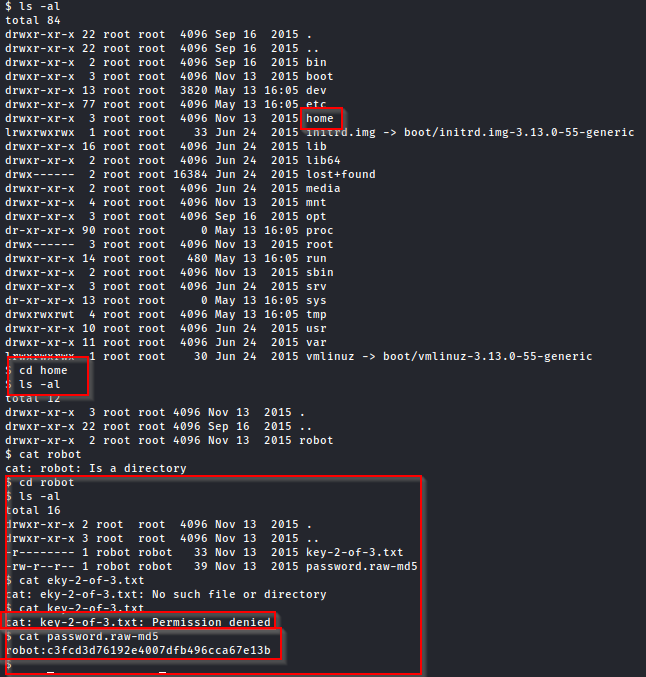 $ ls -al
total 84
drwxr-xr-x 22 root root  4096 Sep 16  2015 .
drwxr-xr-x 22 root root  4096 Sep 16  2015 ..
drwxr-xr-x  2 root root  4096 Sep 16  2015 bin
drwxr-xr-x  3 root root  4096 Nov 13  2015 boot
drwxr-xr-x 13 root root  3820 May 13 16:05 dev
drwxr-xr-x 77 root root  4096 May 13 16:05 etc
drwxr-xr-x  3 root root  4096 Nov 13  2015 home
lrwxrwxrwx  1 root root    33 Jun 24  2015 initrd.img -> boot/initrd.img-3.13.0-55-generic
drwxr-xr-x 16 root root  4096 Jun 24  2015 lib
drwxr-xr-x  2 root root  4096 Jun 24  2015 lib64
drwx------  2 root root 16384 Jun 24  2015 lost+found
drwxr-xr-x  2 root root  4096 Jun 24  2015 media
drwxr-xr-x  4 root root  4096 Nov 13  2015 mnt
drwxr-xr-x  3 root root  4096 Sep 16  2015 opt
dr-xr-xr-x 90 root root     0 May 13 16:05 proc
drwx------  3 root root  4096 Nov 13  2015 root
drwxr-xr-x 14 root root   480 May 13 16:05 run
drwxr-xr-x  2 root root  4096 Nov 13  2015 sbin
drwxr-xr-x  3 root root  4096 Jun 24  2015 srv
dr-xr-xr-x 13 root root     0 May 13 16:05 sys
drwxrwxrwt  4 root root  4096 May 13 16:05 tmp
drwxr-xr-x 10 root root  4096 Jun 24  2015 usr
drwxr-xr-x 11 root root  4096 Jun 24  2015 var
lrwxrwxrwx  1 root root    30 Jun 24  2015 vmlinuz -> boot/vmlinuz-3.13.0-55-generic
$ cd home
$ ls -al
total 12
drwxr-xr-x  3 root root 4096 Nov 13  2015 .
drwxr-xr-x 22 root root 4096 Sep 16  2015 ..
drwxr-xr-x  2 root root 4096 Nov 13  2015 robot
$ cat robot
cat: robot: Is a directory
$ cd robot
$ ls -al
total 16
drwxr-xr-x 2 root  root  4096 Nov 13  2015 .
drwxr-xr-x 3 root  root  4096 Nov 13  2015 ..
-r-------- 1 robot robot   33 Nov 13  2015 key-2-of-3.txt
-rw-r--r-- 1 robot robot   39 Nov 13  2015 password.raw-md5
$ cat eky-2-of-3.txt
cat: eky-2-of-3.txt: No such file or directory
$ cat key-2-of-3.txt
cat: key-2-of-3.txt: Permission denied
$ cat password.raw-md5
robot:c3fcd3d76192e4007dfb496cca67e13b
$